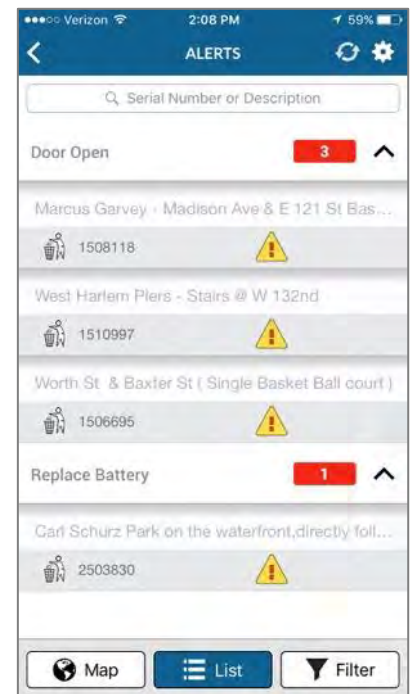 Verizon 2:08 PM 59%
ALERTS
Serial Number or Description
Door Open 3
Marcus Garvey - Madison Ave & E 121 St Bas...
1508118
West Harlem Piers - Stairs @ W 132nd
1510997
Worth St & Baxter St ( Single Basket Ball court )
1506695
Replace Battery 1
Carl Schurz Park on the waterfront,directly foll...
2503830
Map List Filter